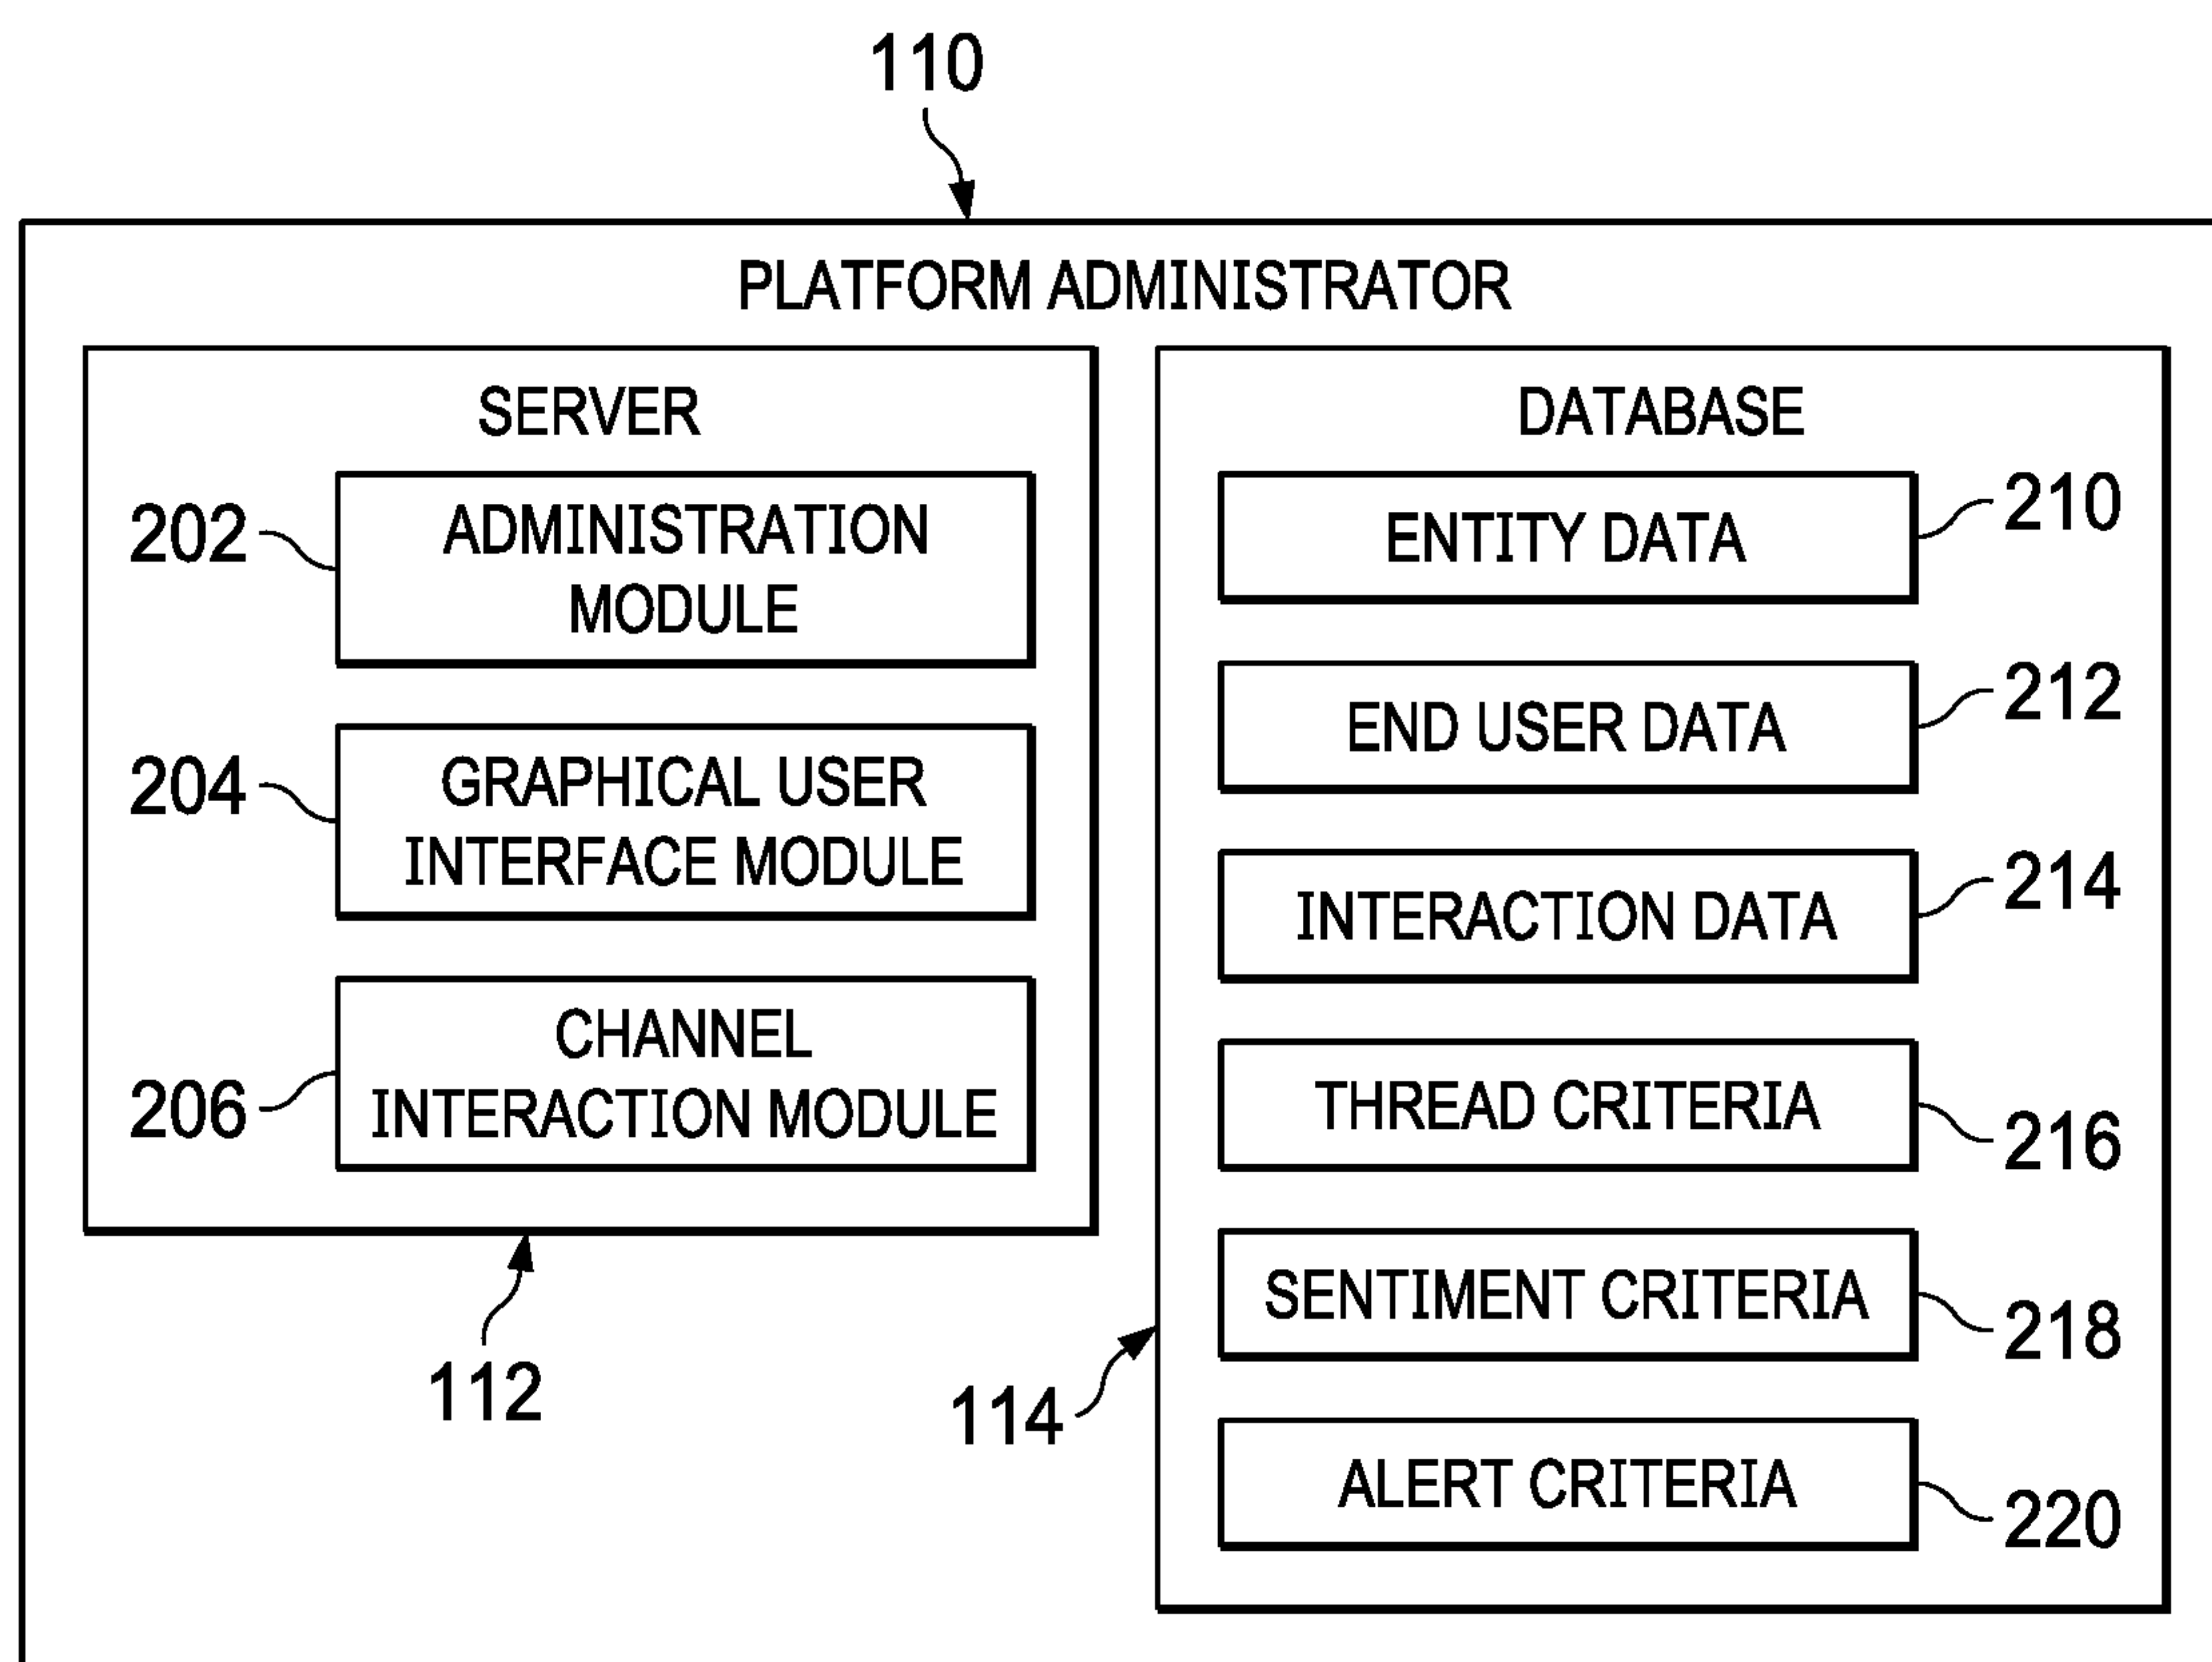 110
PLATFORM ADMINISTRATOR
SERVER
202
ADMINISTRATION
MODULE
204
GRAPHICAL USER
INTERFACE MODULE
206
CHANNEL
INTERACTION MODULE
112
DATABASE
ENTITY DATA
210
END USER DATA
212
INTERACTION DATA
214
THREAD CRITERIA
216
SENTIMENT CRITERIA
218
ALERT CRITERIA
220
114